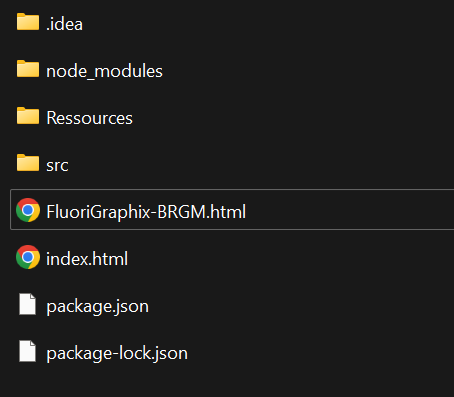 .idea
node_modules
Ressources
src
FluoriGraphix-BRGM.html
index.html
package.json
package-lock.json